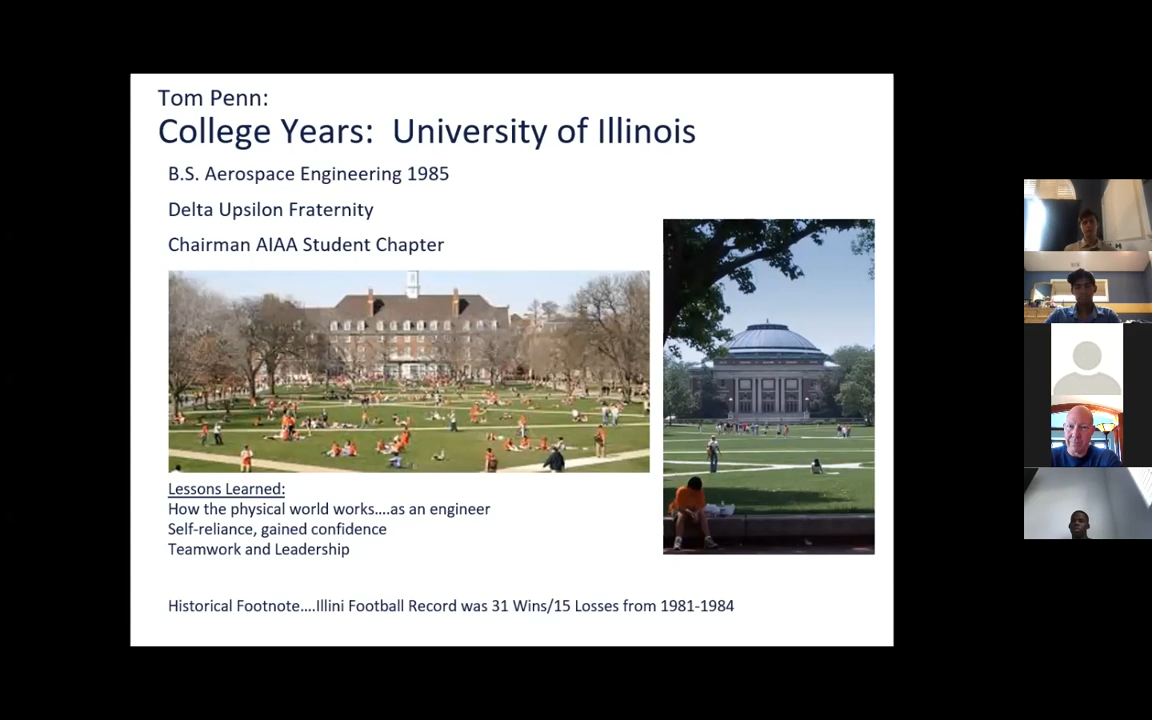 Tom Penn:
College Years:  University of Illinois
B.S. Aerospace Engineering 1985
Delta Upsilon Fraternity
Chairman AIAA Student Chapter
Lessons Learned:
How the physical world works....as an engineer
Self-reliance, gained confidence
Teamwork and Leadership
Historical Footnote....Illini Football Record was 31 Wins/15 Losses from 1981-1984